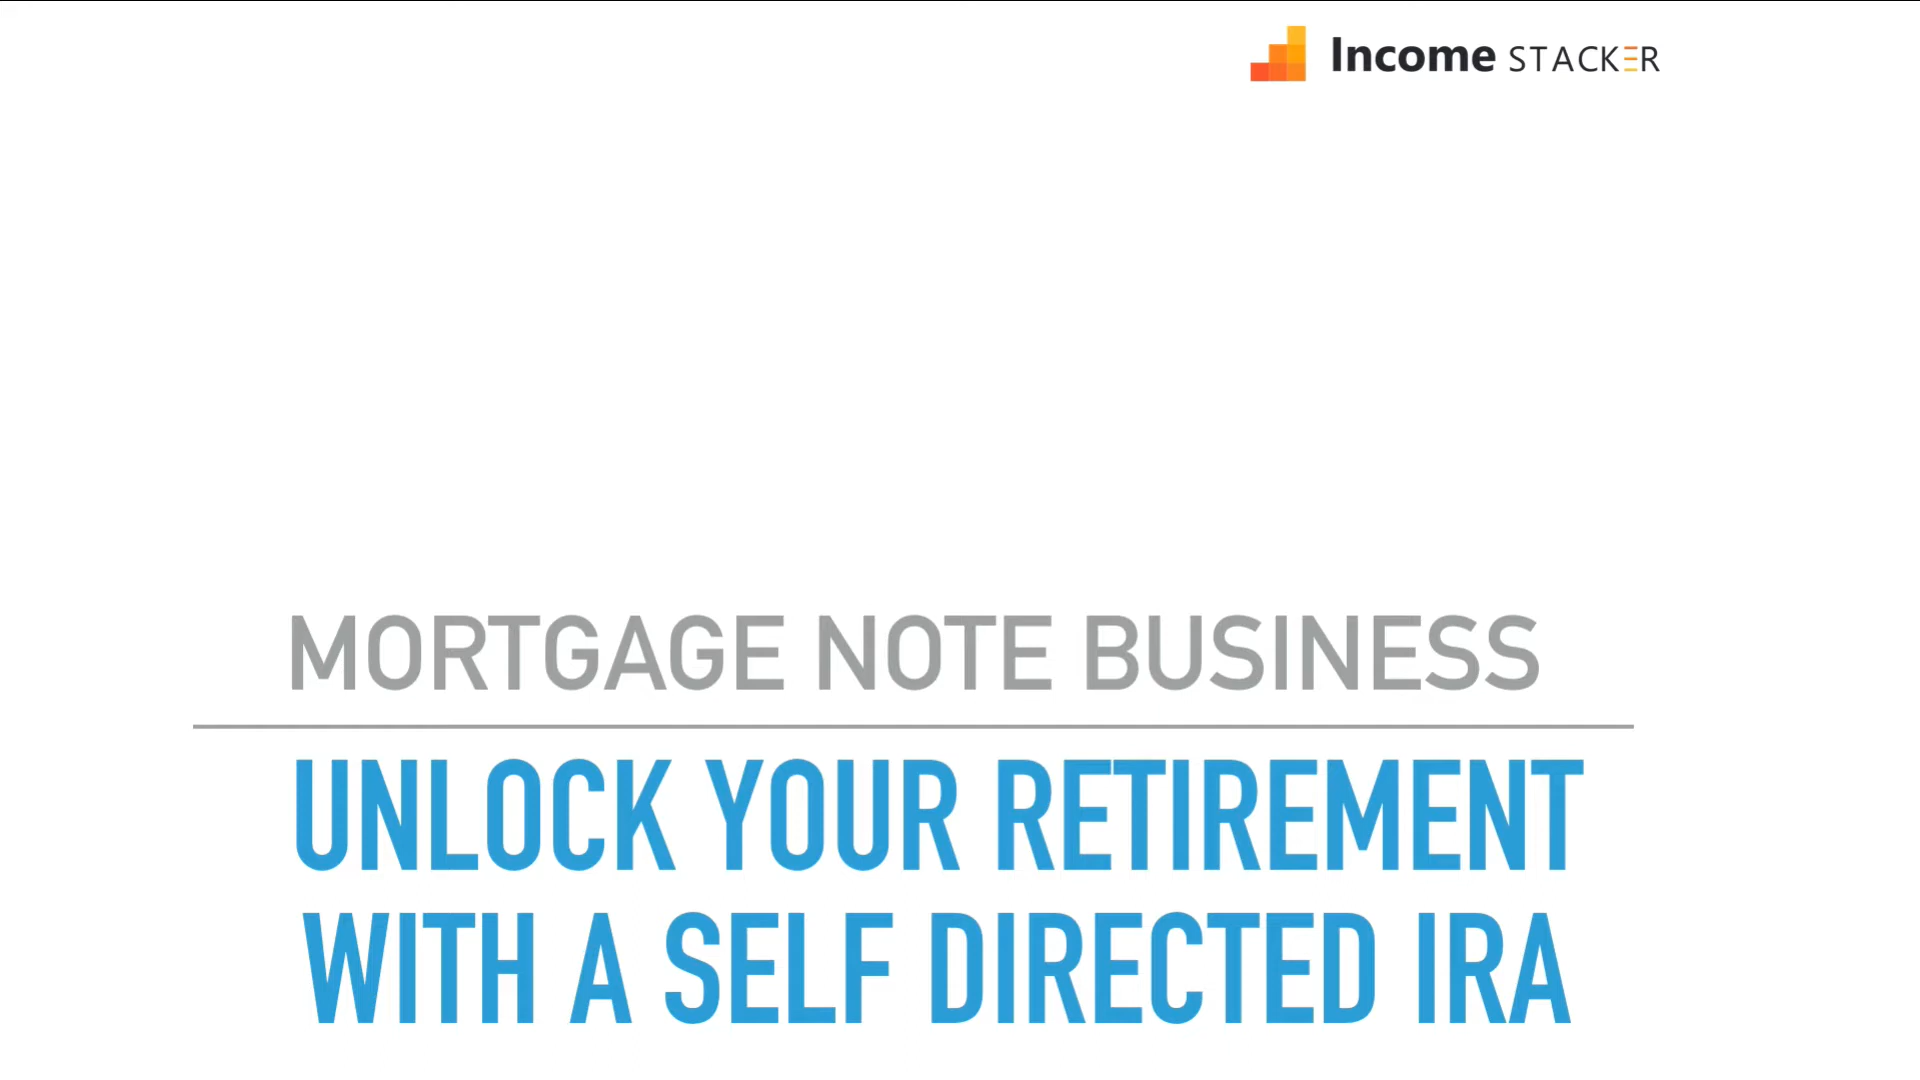 Income STACKER
MORTGAGE NOTE BUSINESS
UNLOCK YOUR RETIREMENT
WITH A SELF DIRECTED IRA